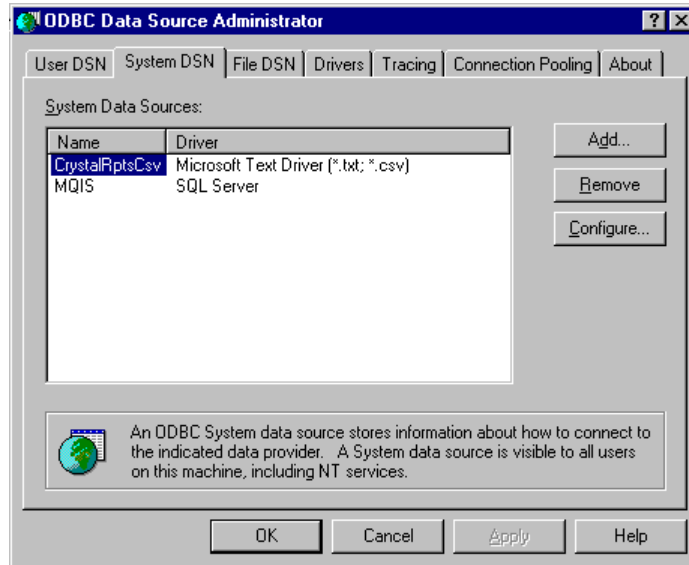 ODBC Data Source Administrator
User DSN System DSN File DSN Drivers Tracing Connection Pooling About
System Data Sources:
Name Driver
CrystalRptsCsv Microsoft Text Driver (*.txt; *.csv)
MQIS SQL Server
Add...
Remove
Configure...
An ODBC System data source stores information about how to connect to
the indicated data provider. A System data source is visible to all users
on this machine, including NT services.
OK Cancel Apply Help